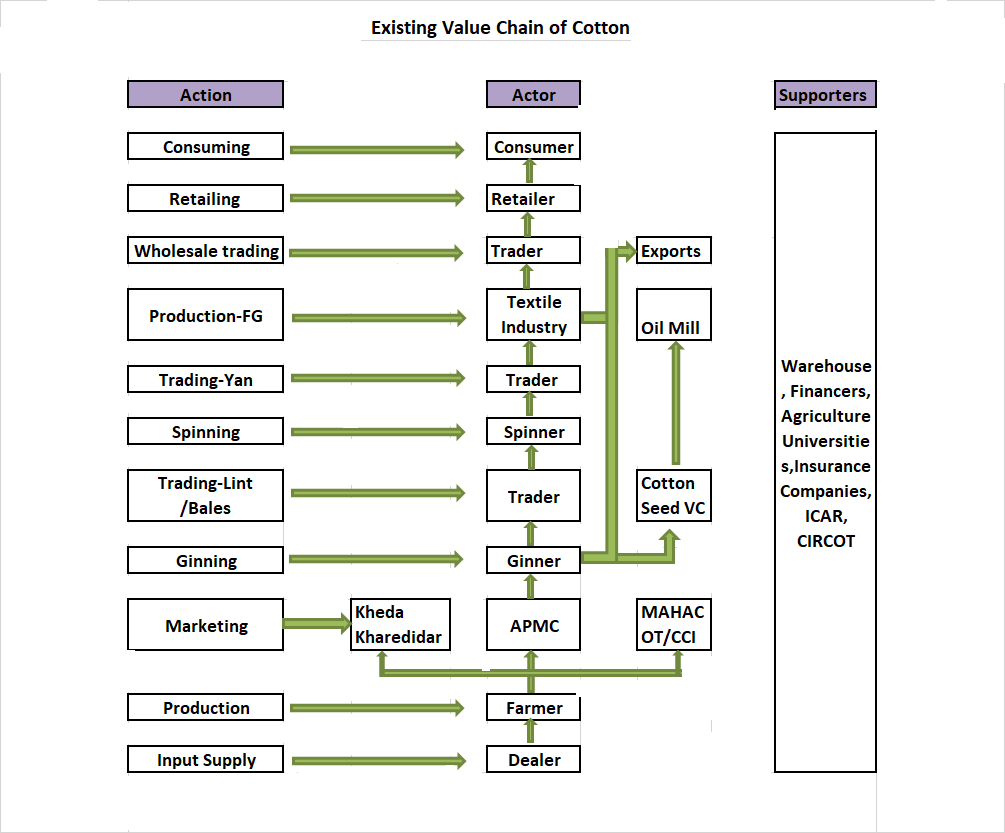 Existing Value Chain of Cotton
Action
Actor
Supporters
Consuming
Consumer
Retailing
Retailer
Wholesale trading
Trader
Exports
Production-FG
Textile
Industry
Oil Mill
Trading-Yan
Trader
Spinning
Spinner
Trading-Lint
/Bales
Trader
Cotton
Seed VC
Ginning
Ginner
Marketing
Kheda
Kharedidar
APMC
MAHAC
OT/CCI
Production
Farmer
Input Supply
Dealer
Warehouse
, Financers,
Agriculture
Universitie
s,Insurance
Companies,
ICAR,
CIRCOT